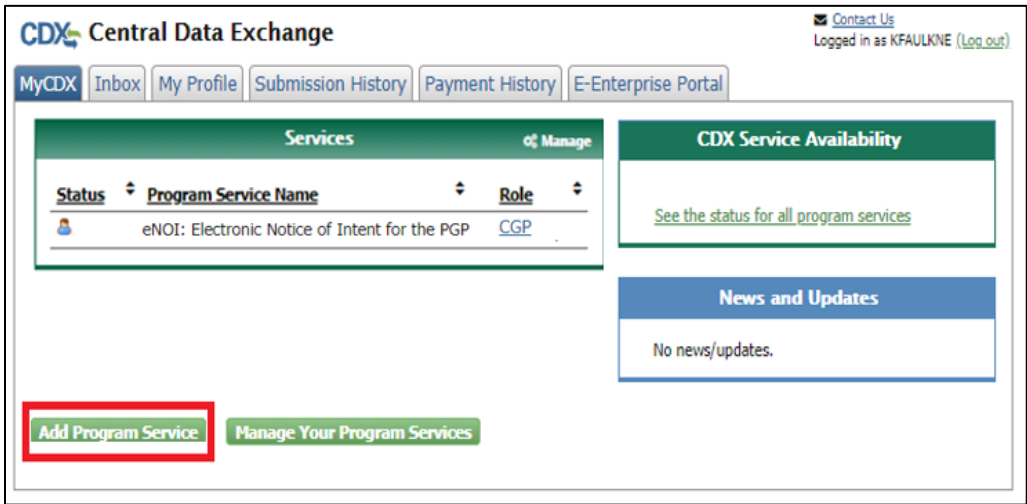 CDX Central Data Exchange
Contact Us
Logged in as KFAULKNE (Log out)
MyCDX Inbox My Profile Submission History Payment History E-Enterprise Portal
Services Manage
Status Program Service Name Role
eNOI: Electronic Notice of Intent for the PGP CGP
CDX Service Availability
See the status for all program services
News and Updates
No news/updates.
Add Program Service Manage Your Program Services